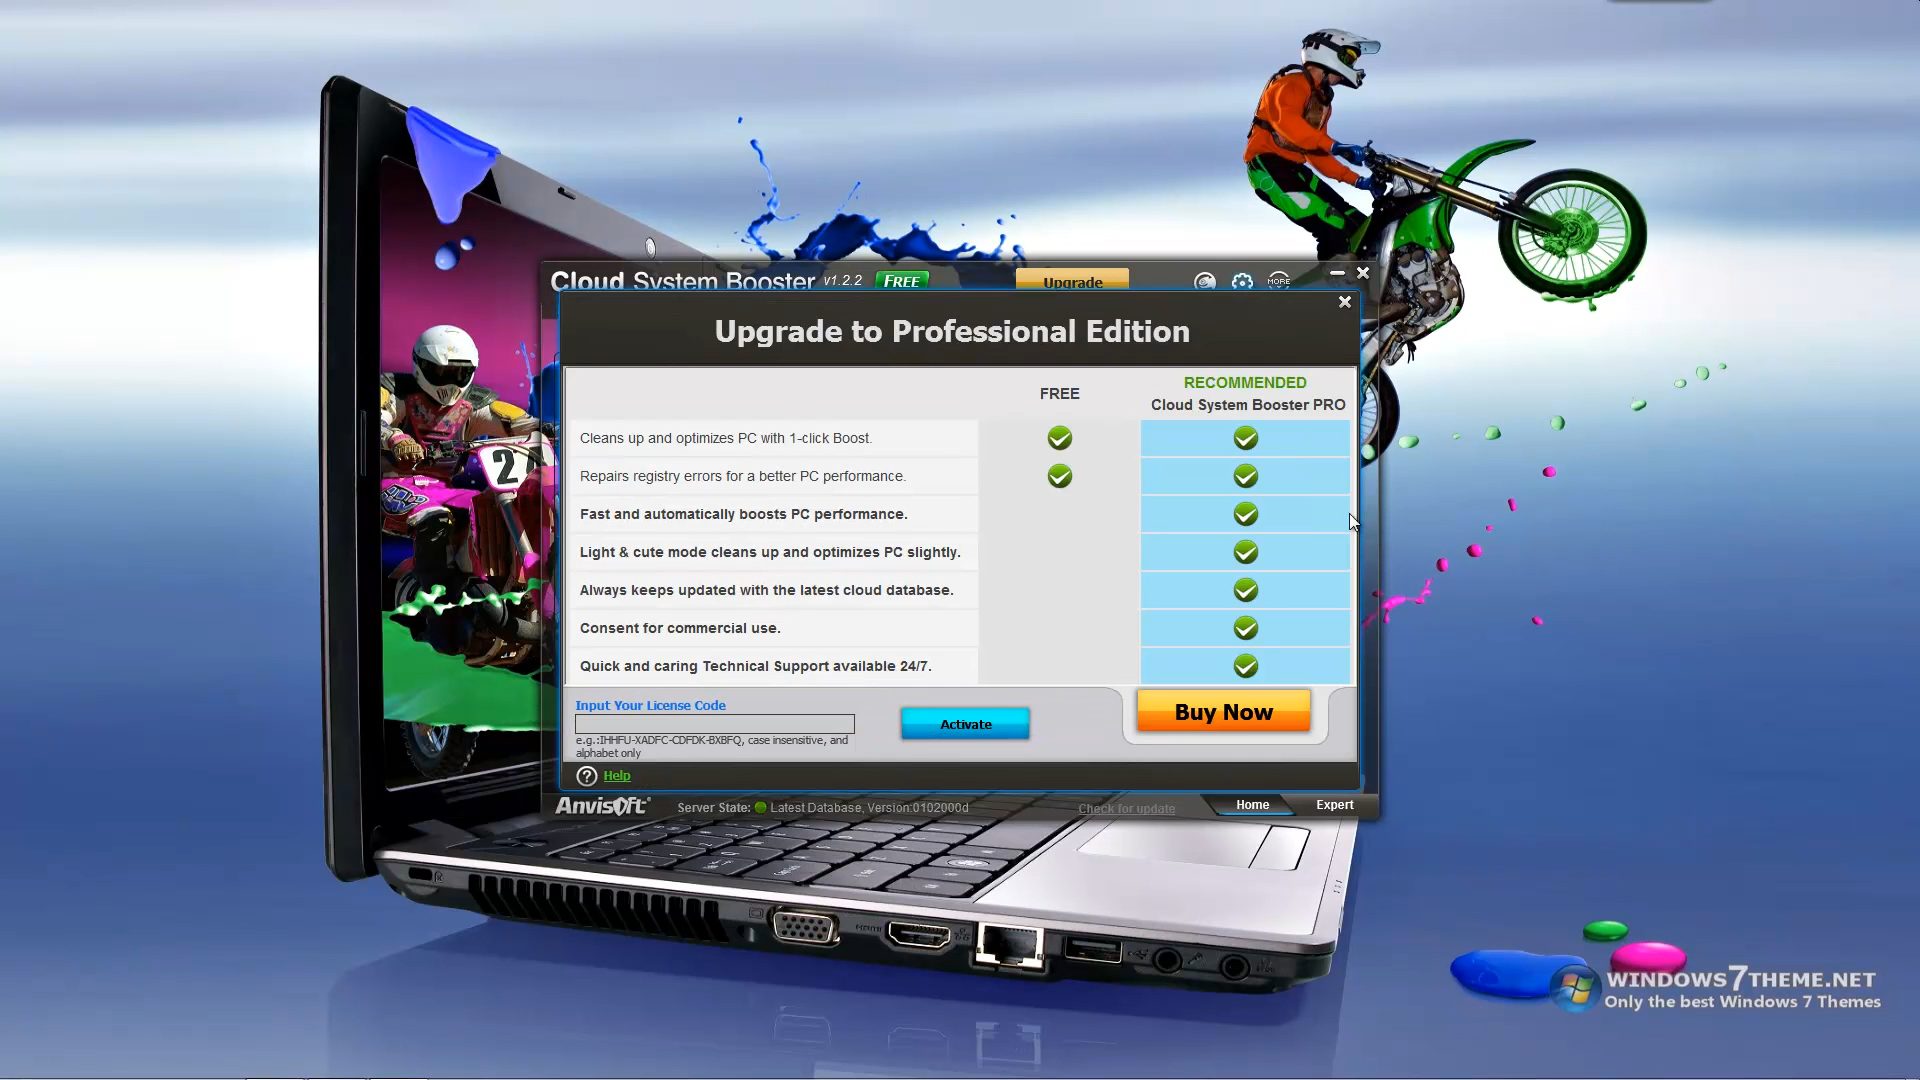 Cloud System Booster v1.2.2 FREE Upgrade MORE
Upgrade to Professional Edition
FREE
RECOMMENDED
Cloud System Booster PRO
Cleans up and optimizes PC with 1-click Boost.
Repairs registry errors for a better PC performance.
Fast and automatically boosts PC performance.
Light & cute mode cleans up and optimizes PC slightly.
Always keeps updated with the latest cloud database.
Consent for commercial use.
Quick and caring Technical Support available 24/7.
Input Your License Code
e.g.:IHHFU-XADFC-CDFDK-BXBFQ, case insensitive, and
alphabet only
Activate
Buy Now
? Help
Anvisoft Server State: Latest Database, Version:0102000d Check for update Home Expert
WINDOWS7THEME.NET
Only the best Windows 7 Themes